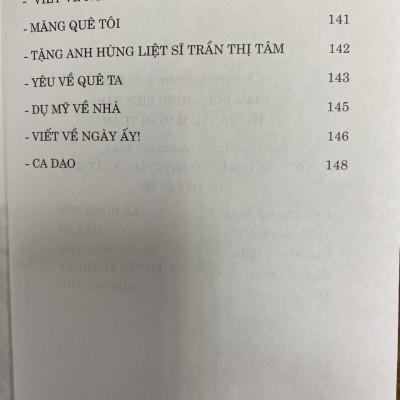 - MĂNG QUÊ TÔI 141
- TẶNG ANH HÙNG LIỆT SĨ TRẦN THỊ TÂM 142
- YÊU VỀ QUÊ TA 143
- DỤ MỸ VỀ NHÀ 145
- VIẾT VỀ NGÀY ẤY! 146
- CA DAO 148